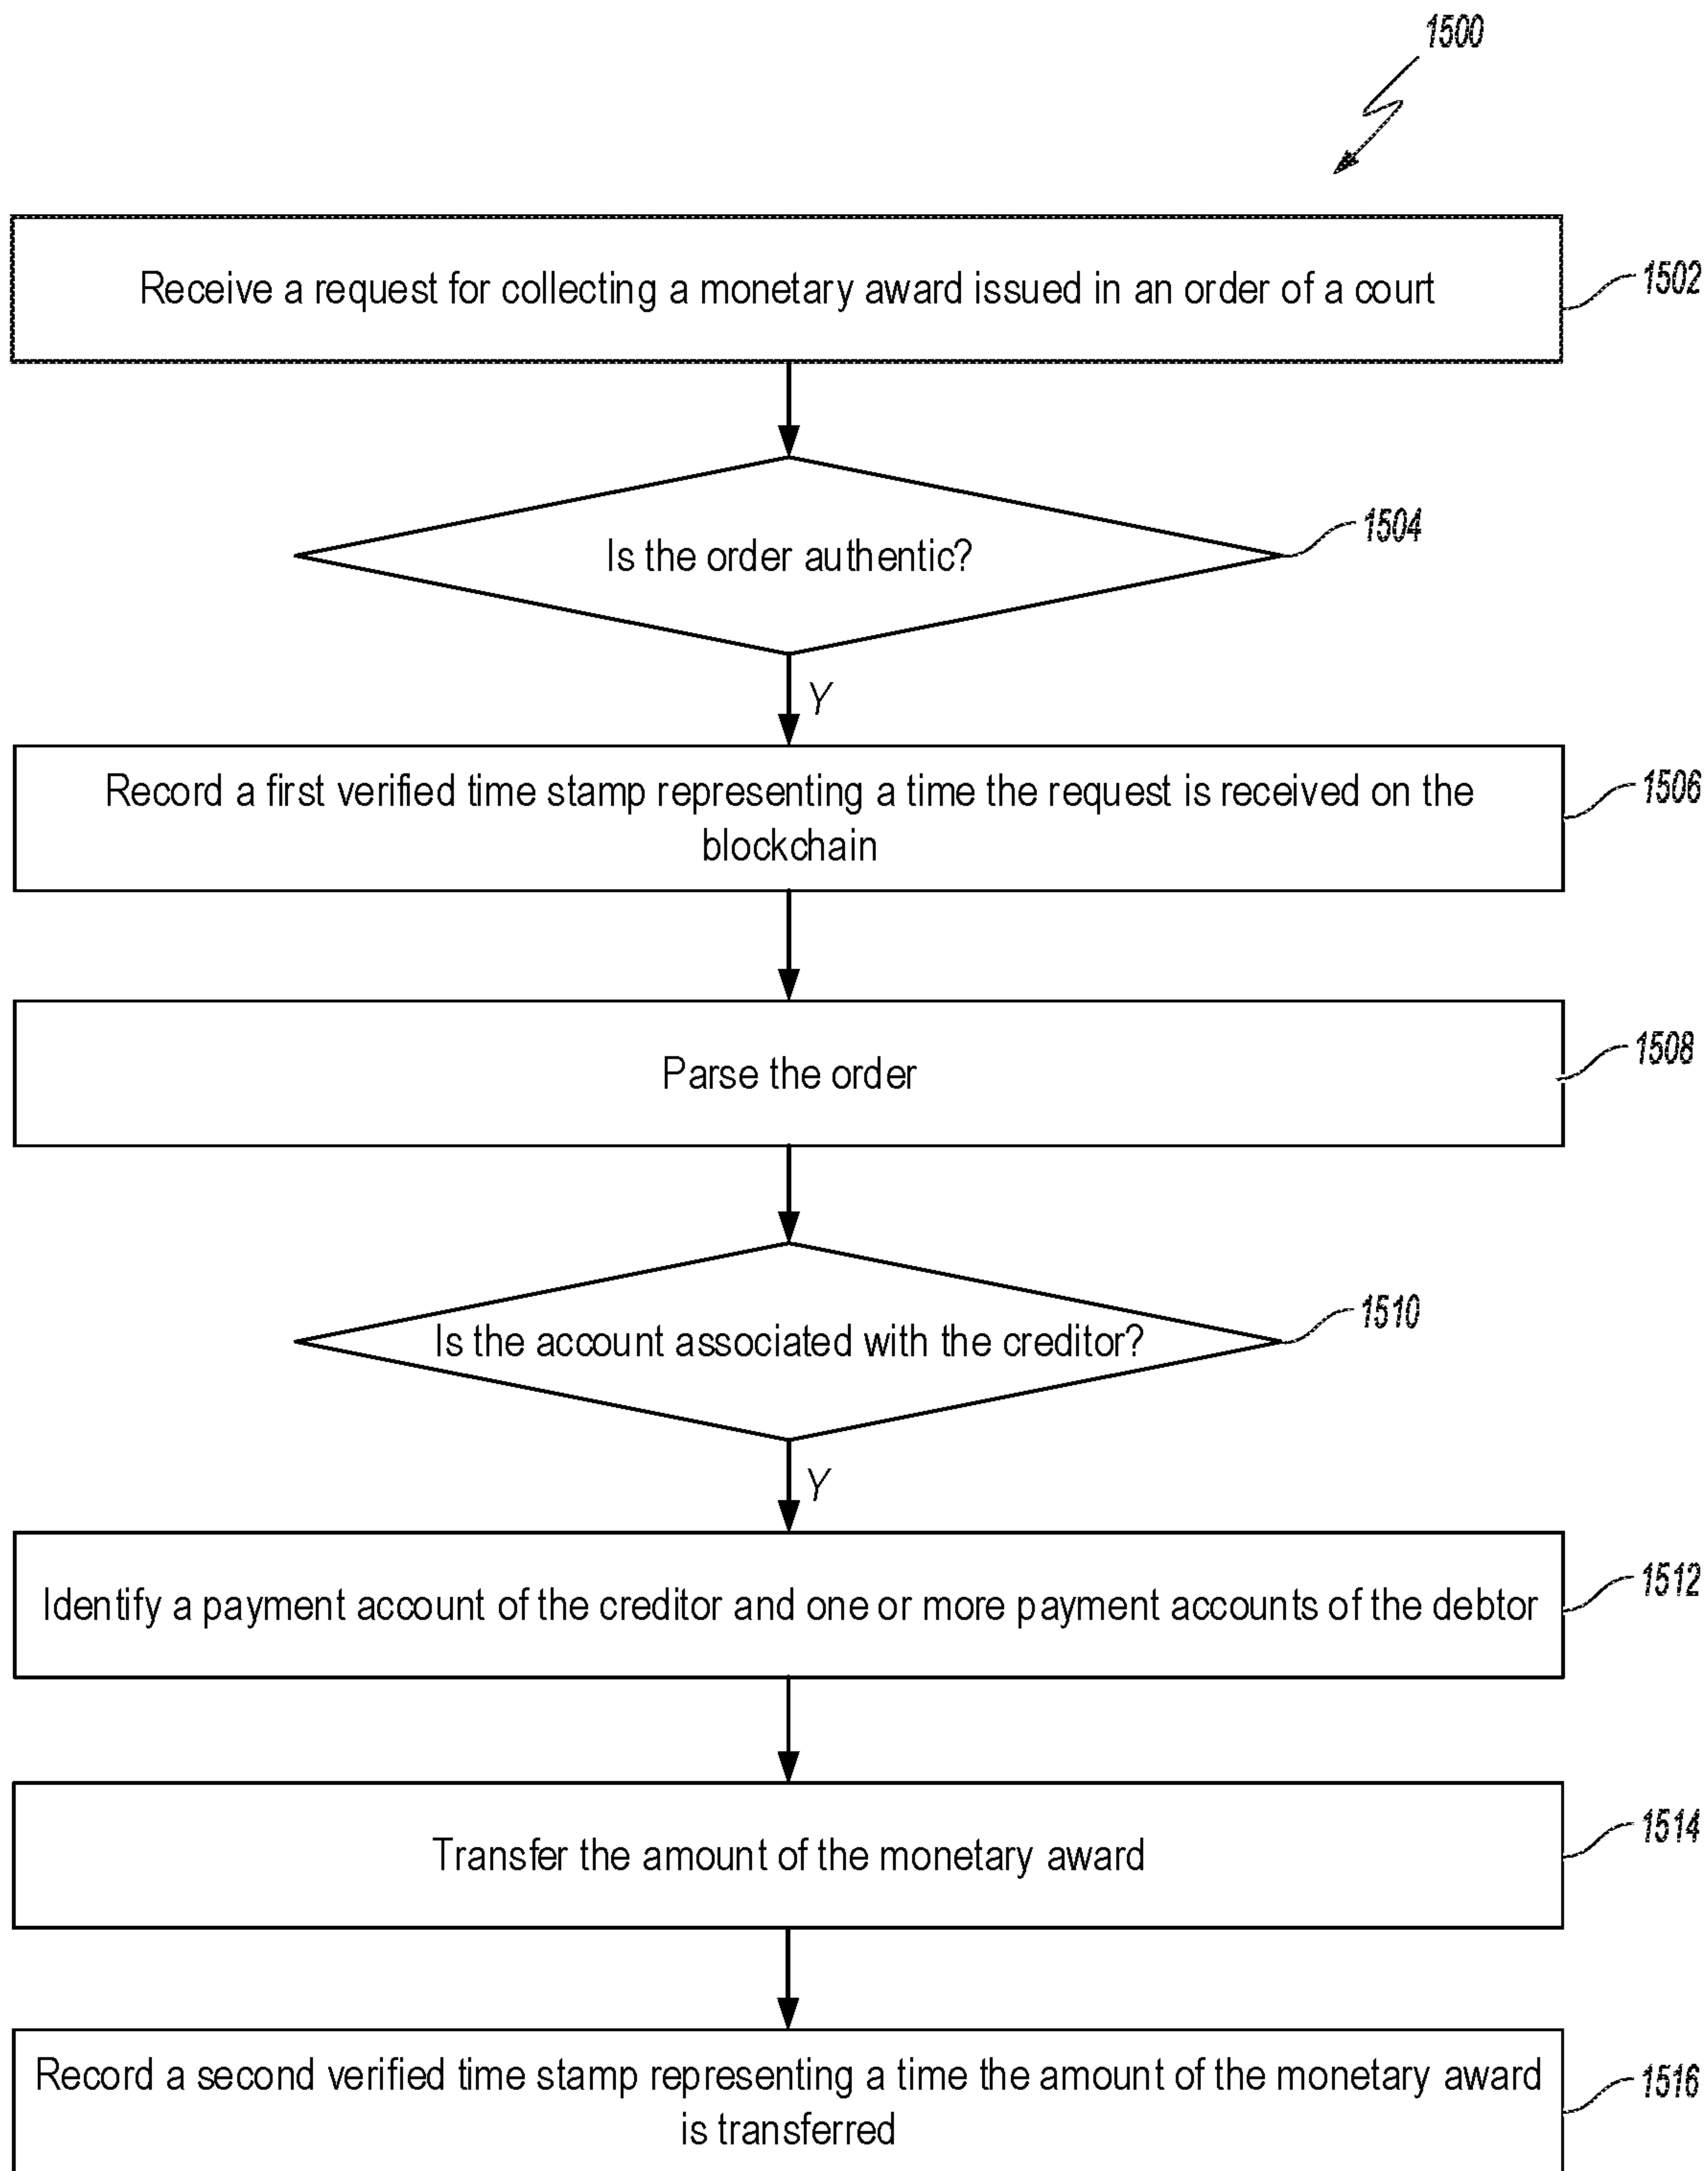 1500
Receive a request for collecting a monetary award issued in an order of a court
1502
Is the order authentic?
1504
Y
Record a first verified time stamp representing a time the request is received on the
blockchain
1506
Parse the order
1508
Is the account associated with the creditor?
1510
Y
Identify a payment account of the creditor and one or more payment accounts of the debtor
1512
Transfer the amount of the monetary award
1514
Record a second verified time stamp representing a time the amount of the monetary award
is transferred
1516